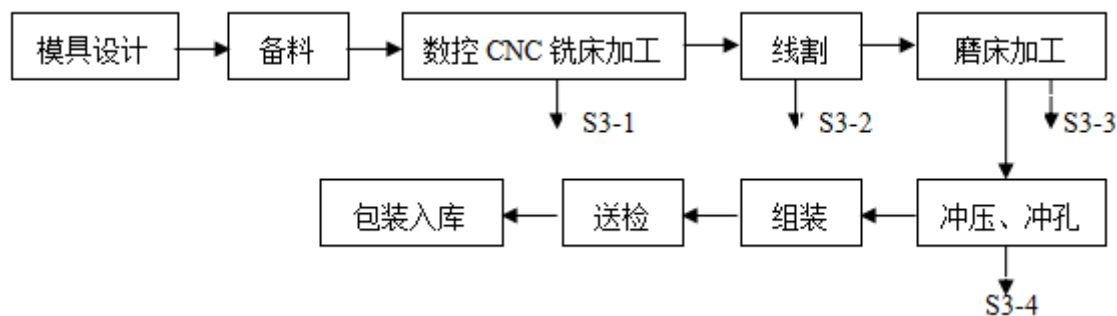 模具设计
备料
数控 CNC 铣床加工
线割
磨床加工
S3-1
S3-2
S3-3
包装入库
送检
组装
冲压、冲孔
S3-4